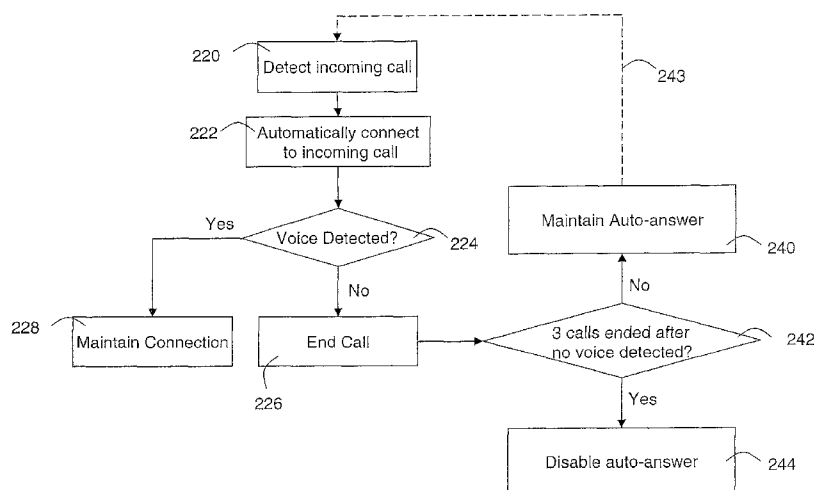 220
Detect incoming call
243
222
Automatically connect
to incoming call
Yes
Voice Detected?
224
Maintain Auto-answer
240
No
No
228
Maintain Connection
End Call
226
3 calls ended after
no voice detected?
242
Yes
Disable auto-answer
244